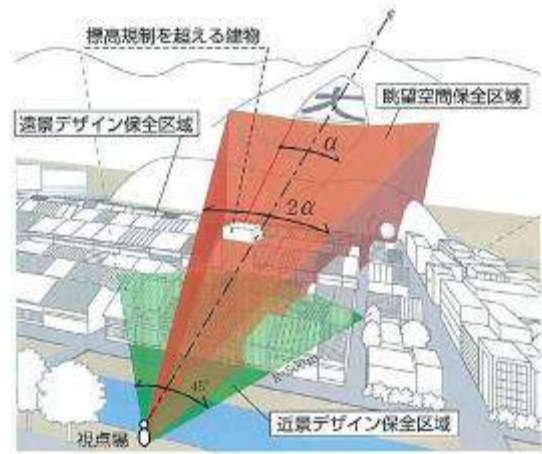 標高規制を超える建物
眺望空間保全区域
大
遠景デザイン保全区域
α
2α
45°
近景デザイン保全区域
視点場